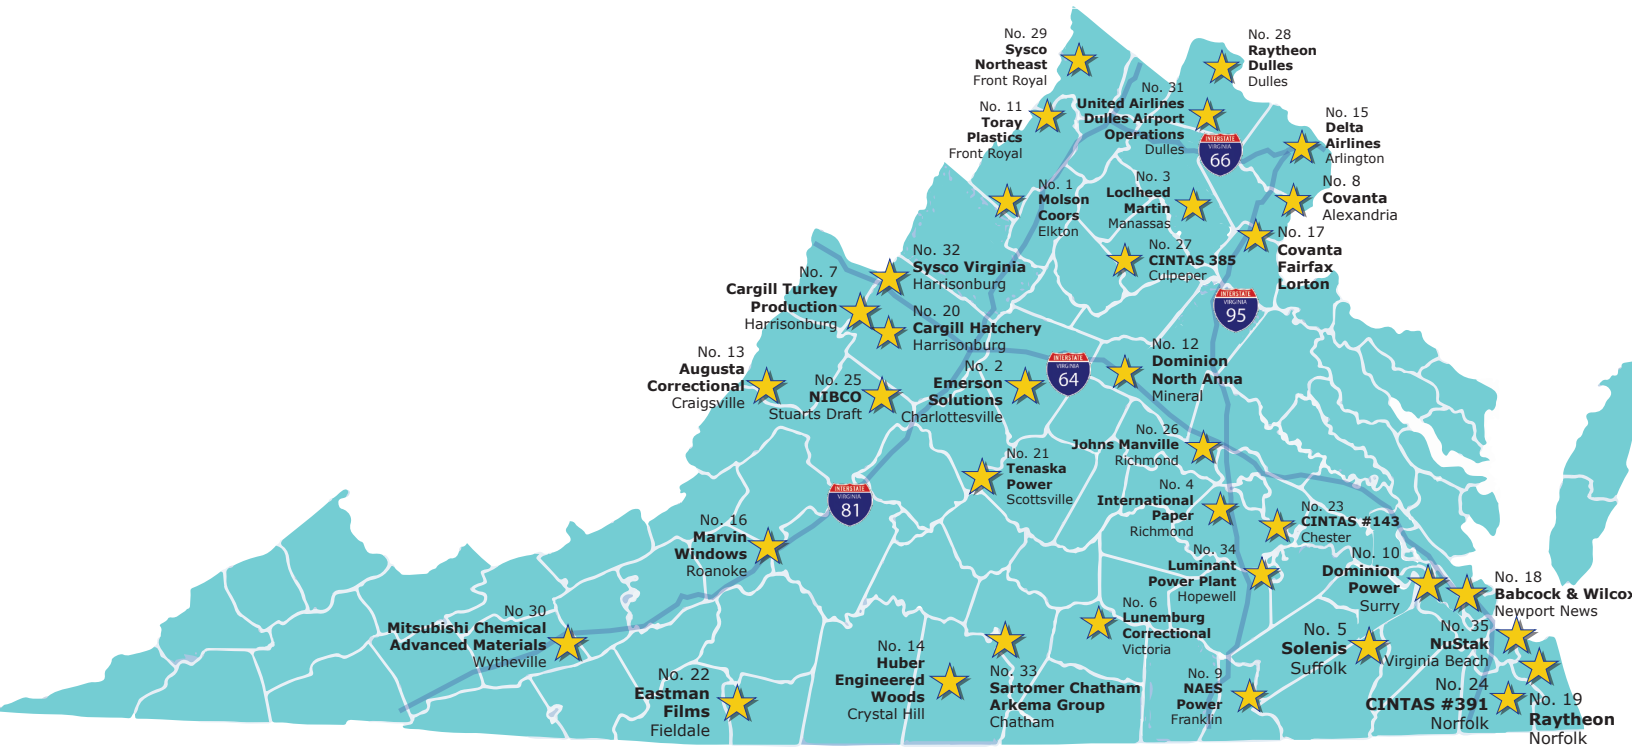 No. 29
Sysco
Northeast
Front Royal
No. 28
Raytheon
Dulles
Dulles
No. 31
United Airlines
Dulles Airport
Operations
Dulles
No. 11
Toray
Plastics
Front Royal
No. 15
Delta
Airlines
Arlington
INTERSTATE
VIRGINIA
66
No. 1
Molson
Coors
Elkton
No. 3
Loclheed
Martin
Manassas
No. 8
Covanta
Alexandria
No. 17
Covanta
Fairfax
Lorton
No. 27
CINTAS 385
Culpeper
No. 32
Sysco Virginia
Harrisonburg
No. 7
Cargill Turkey
Production
Harrisonburg
INTERSTATE
VIRGINIA
95
No. 20
Cargill Hatchery
Harrisonburg
No. 13
Augusta
Correctional
Craigsville
No. 25
NIBCO
Stuarts Draft
No. 2
Emerson
Solutions
Charlottesville
INTERSTATE
VIRGINIA
64
No. 12
Dominion
North Anna
Mineral
No. 26
Johns Manville
Richmond
No. 21
Tenaska
Power
Scottsville
INTERSTATE
VIRGINIA
81
No. 4
International
Paper
Richmond
No. 23
CINTAS #143
Chester
No. 16
Marvin
Windows
Roanoke
No. 34
Luminant
Power Plant
Hopewell
No. 10
Dominion
Power
Surry
No. 18
Babcock & Wilcox
Newport News
No 30
Mitsubishi Chemical
Advanced Materials
Wytheville
No. 6
Lunemburg
Correctional
Victoria
No. 5
Solenis
Suffolk
No. 35
NuStak
Virginia Beach
No. 14
Huber
Engineered
Woods
Crystal Hill
No. 33
Sartomer Chatham
Arkema Group
Chatham
No. 22
Eastman
Films
Fieldale
No. 9
NAES
Power
Franklin
No. 24
CINTAS #391
Norfolk
No. 19
Raytheon
Norfolk